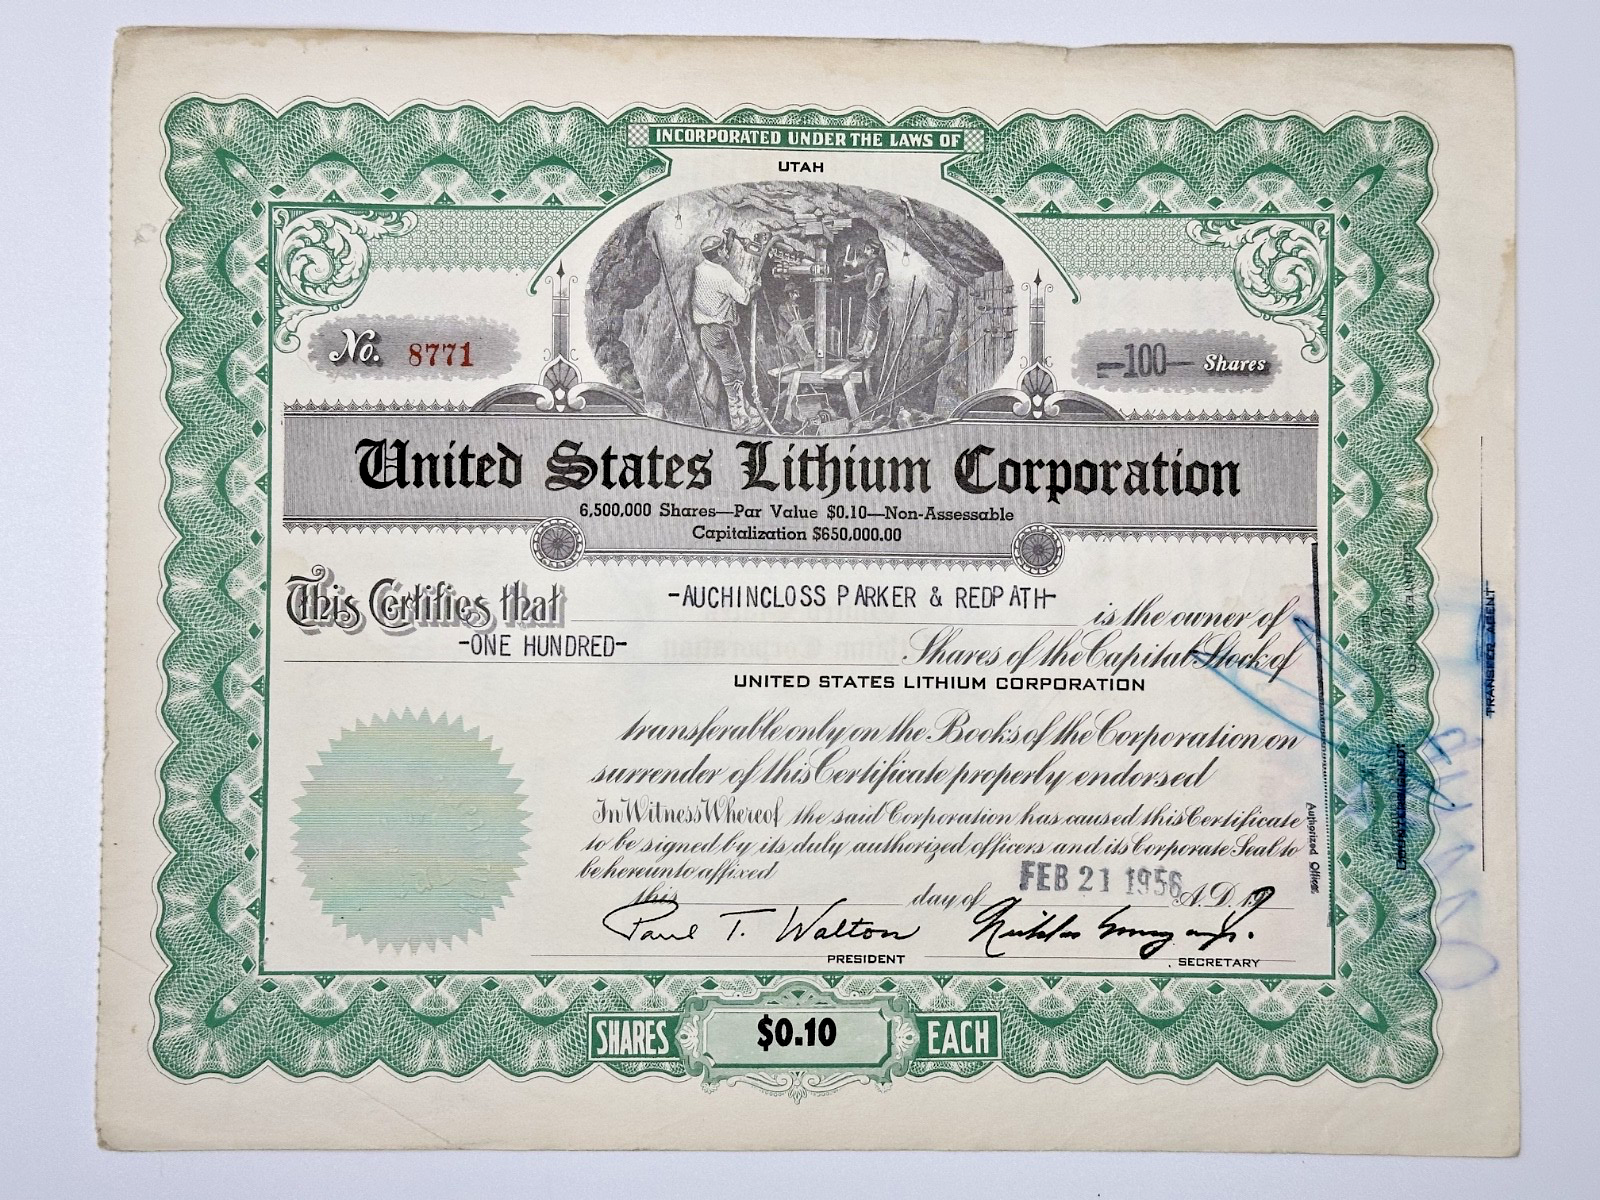 INCORPORATED UNDER THE LAWS OF
UTAH
No. 8771
—100— Shares
United States Lithium Corporation
6,500,000 Shares—Par Value $0.10—Non-Assessable
Capitalization $650,000.00
This Certifies that -AUCHINCLOSS PARKER & REDPATH- is the owner of
-ONE HUNDRED- Shares of the Capital Stock of
UNITED STATES LITHIUM CORPORATION
transferable only on the Books of the Corporation on
surrender of this Certificate properly endorsed
In Witness Whereof the said Corporation has caused this Certificate
to be signed by its duly authorized officers and its Corporate Seal to
be hereunto affixed
this day of FEB 21 1956 A.D. 19
Paul T. Walton
PRESIDENT
SECRETARY
SHARES $0.10 EACH
Authorized Officer
COUNTERSIGNED
TRANSFER AGENT